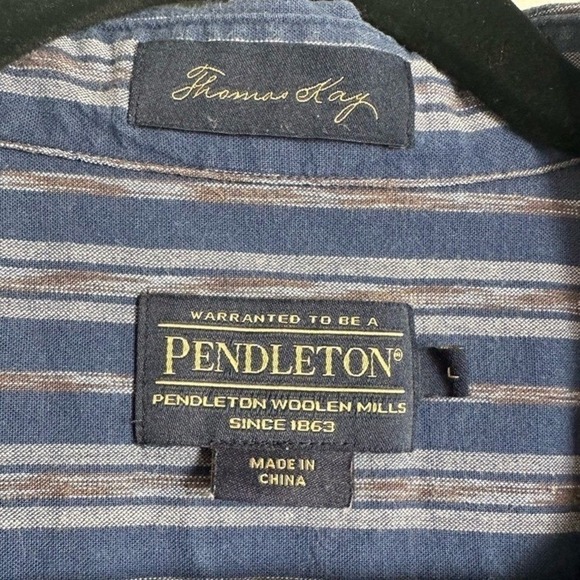 Thomas Kay
WARRANTED TO BE A
PENDLETON®
L
PENDLETON WOOLEN MILLS
SINCE 1863
MADE IN
CHINA